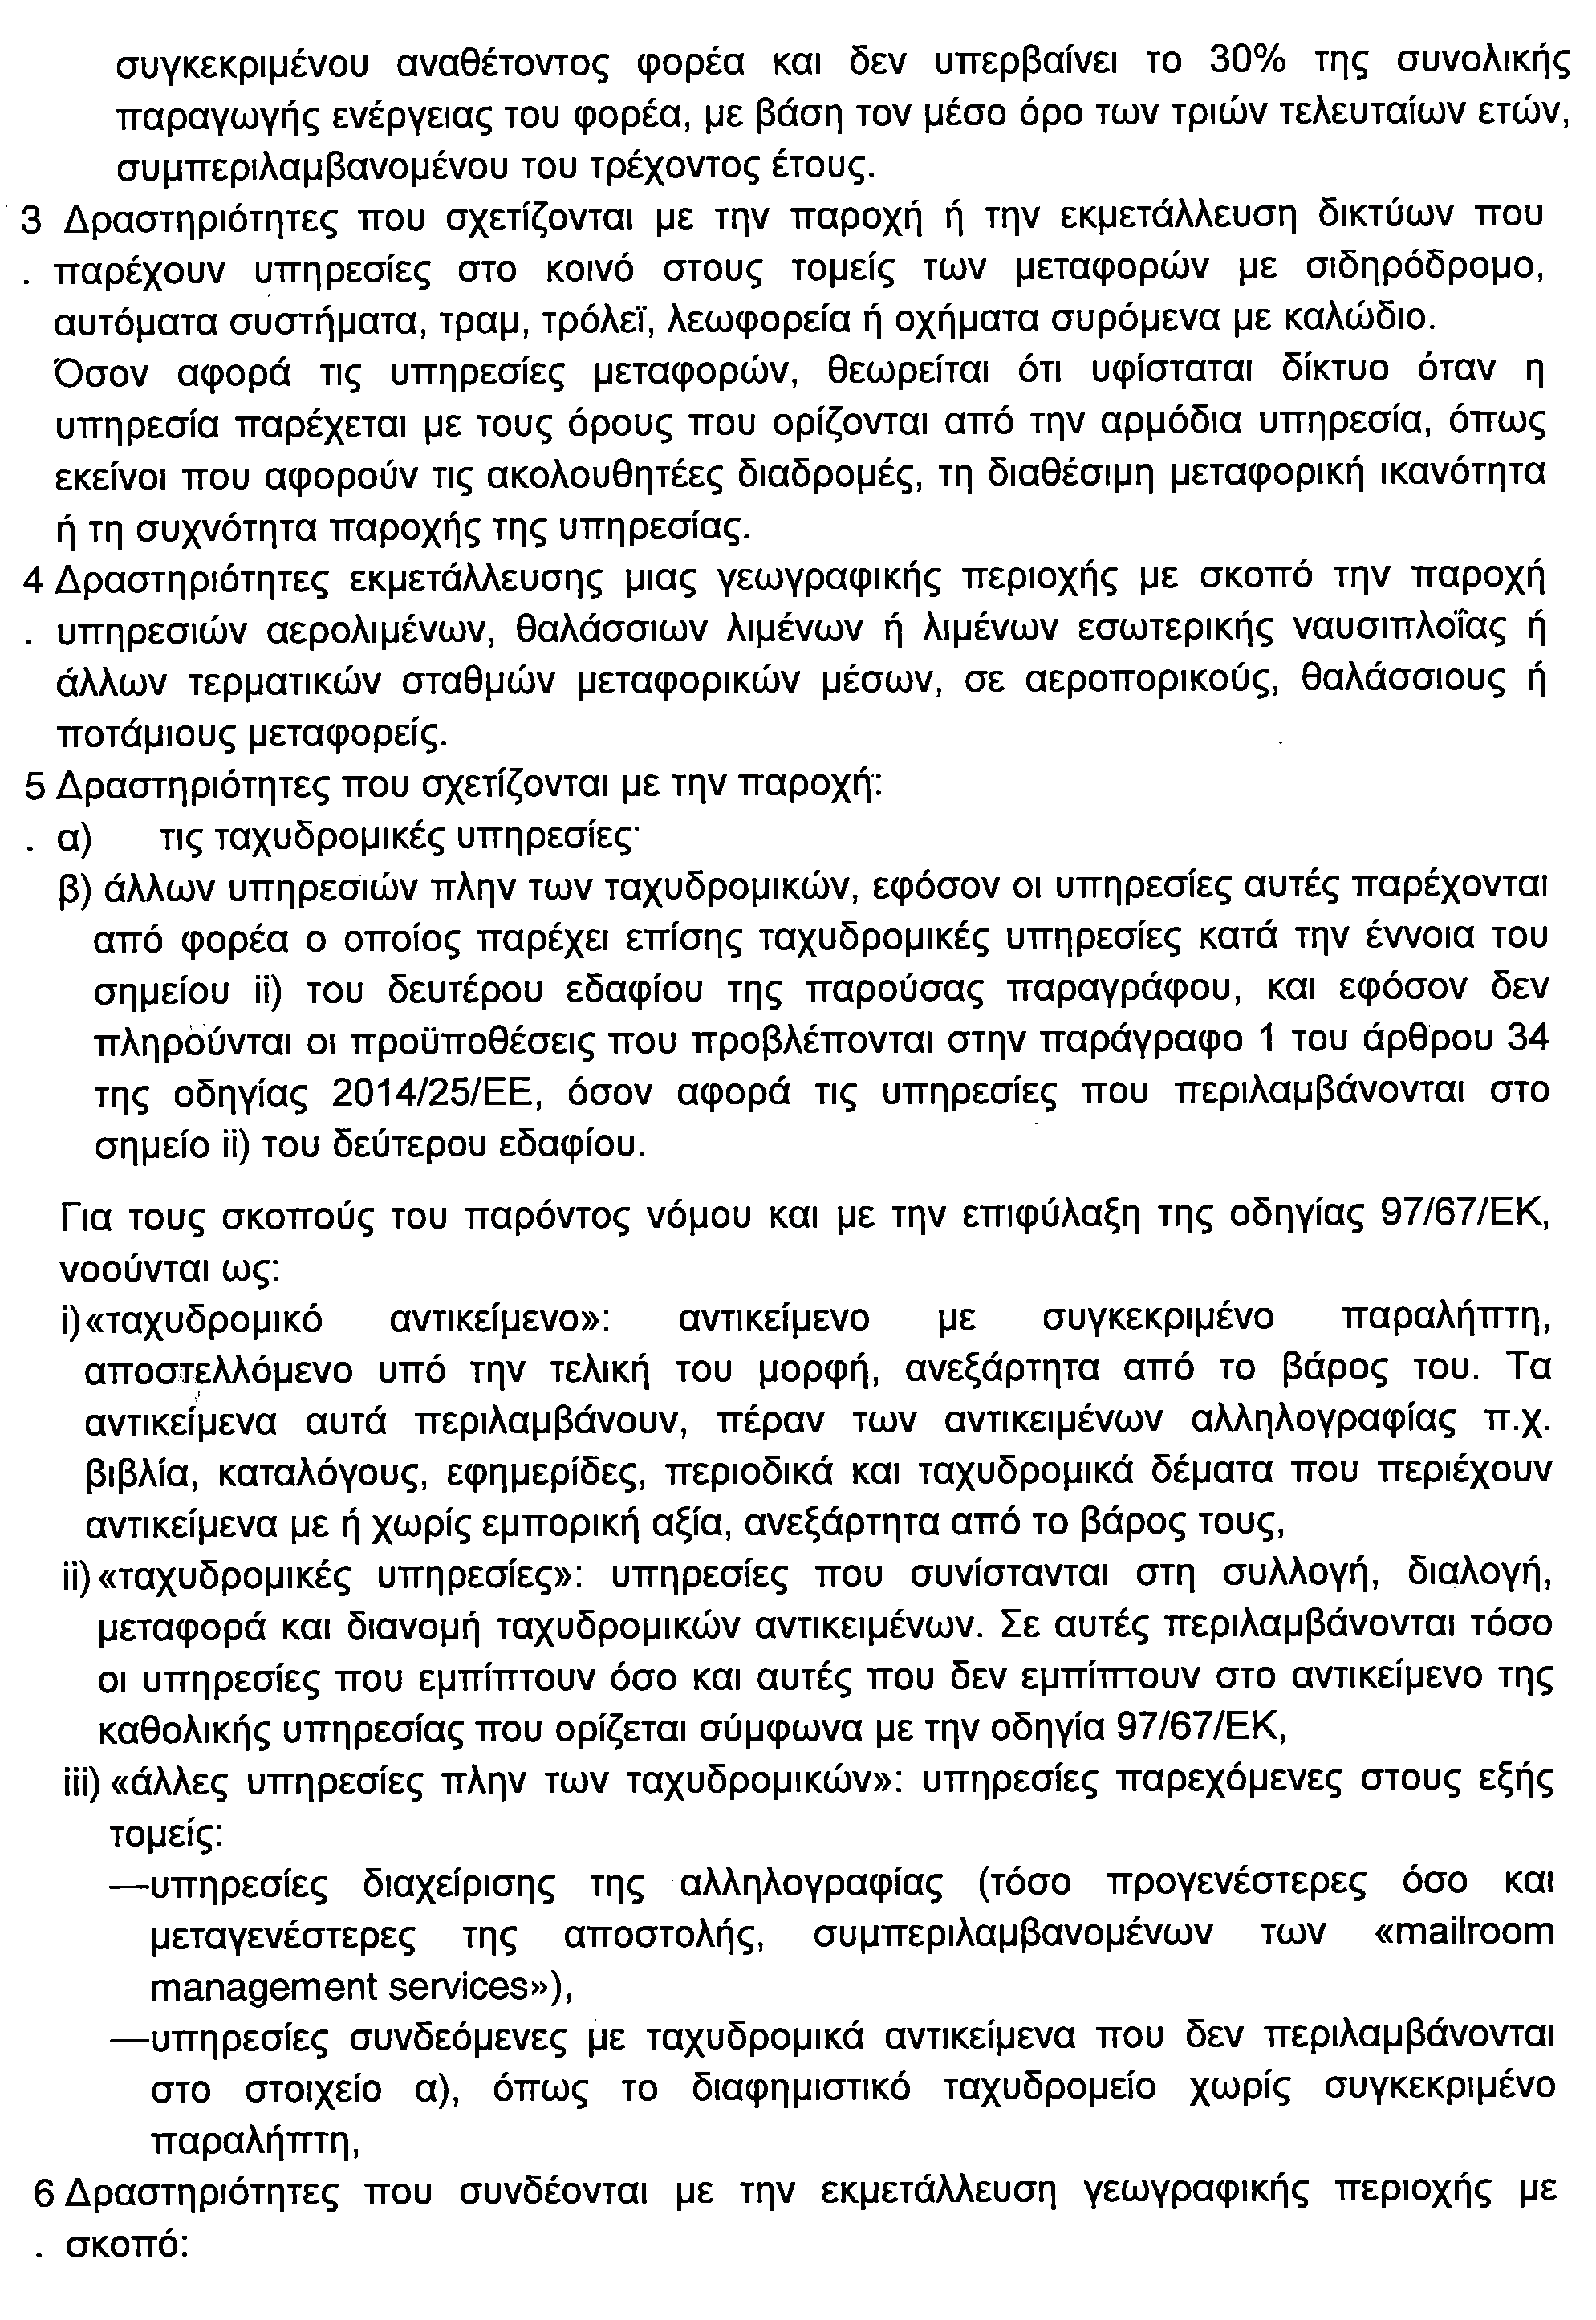 συγκεκριμένου αναθέτοντος φορέα και δεν υπερβαίνει το 30% της συνολικής
παραγωγής ενέργειας του φορέα, με βάση τον μέσο όρο των τριών τελευταίων ετών,
συμπεριλαμβανομένου του τρέχοντος έτους.
3 Δραστηριότητες που σχετίζονται με την παροχή ή την εκμετάλλευση δικτύων που
. παρέχουν υπηρεσίες στο κοινό στους τομείς των μεταφορών με σιδηρόδρομο,
αυτόματα συστήματα, τραμ, τρόλεϊ, λεωφορεία ή οχήματα συρόμενα με καλώδιο.
Όσον αφορά τις υπηρεσίες μεταφορών, θεωρείται ότι υφίσταται δίκτυο όταν η
υπηρεσία παρέχεται με τους όρους που ορίζονται από την αρμόδια υπηρεσία, όπως
εκείνοι που αφορούν τις ακολουθητέες διαδρομές, τη διαθέσιμη μεταφορική ικανότητα
ή τη συχνότητα παροχής της υπηρεσίας.
4 Δραστηριότητες εκμετάλλευσης μιας γεωγραφικής περιοχής με σκοπό την παροχή
. υπηρεσιών αερολιμένων, θαλάσσιων λιμένων ή λιμένων εσωτερικής ναυσιπλοΐας ή
άλλων τερματικών σταθμών μεταφορικών μέσων, σε αεροπορικούς, θαλάσσιους ή
ποτάμιους μεταφορείς.
5 Δραστηριότητες που σχετίζονται με την παροχή:
. α) τις ταχυδρομικές υπηρεσίες·
β) άλλων υπηρεσιών πλην των ταχυδρομικών, εφόσον οι υπηρεσίες αυτές παρέχονται
από φορέα ο οποίος παρέχει επίσης ταχυδρομικές υπηρεσίες κατά την έννοια του
σημείου ii) του δευτέρου εδαφίου της παρούσας παραγράφου, και εφόσον δεν
πληρούνται οι προϋποθέσεις που προβλέπονται στην παράγραφο 1 του άρθρου 34
της οδηγίας 2014/25/ΕΕ, όσον αφορά τις υπηρεσίες που περιλαμβάνονται στο
σημείο ii) του δεύτερου εδαφίου.
Για τους σκοπούς του παρόντος νόμου και με την επιφύλαξη της οδηγίας 97/67/ΕΚ,
νοούνται ως:
i)«ταχυδρομικό αντικείμενο»: αντικείμενο με συγκεκριμένο παραλήπτη,
αποστελλόμενο υπό την τελική του μορφή, ανεξάρτητα από το βάρος του. Τα
αντικείμενα αυτά περιλαμβάνουν, πέραν των αντικειμένων αλληλογραφίας π.χ.
βιβλία, καταλόγους, εφημερίδες, περιοδικά και ταχυδρομικά δέματα που περιέχουν
αντικείμενα με ή χωρίς εμπορική αξία, ανεξάρτητα από το βάρος τους,
ii)«ταχυδρομικές υπηρεσίες»: υπηρεσίες που συνίστανται στη συλλογή, διαλογή,
μεταφορά και διανομή ταχυδρομικών αντικειμένων. Σε αυτές περιλαμβάνονται τόσο
οι υπηρεσίες που εμπίπτουν όσο και αυτές που δεν εμπίπτουν στο αντικείμενο της
καθολικής υπηρεσίας που ορίζεται σύμφωνα με την οδηγία 97/67/ΕΚ,
iii) «άλλες υπηρεσίες πλην των ταχυδρομικών»: υπηρεσίες παρεχόμενες στους εξής
τομείς:
—υπηρεσίες διαχείρισης της αλληλογραφίας (τόσο προγενέστερες όσο και
μεταγενέστερες της αποστολής, συμπεριλαμβανομένων των «mailroom
management services»),
—υπηρεσίες συνδεόμενες με ταχυδρομικά αντικείμενα που δεν περιλαμβάνονται
στο στοιχείο α), όπως το διαφημιστικό ταχυδρομείο χωρίς συγκεκριμένο
παραλήπτη,
6 Δραστηριότητες που συνδέονται με την εκμετάλλευση γεωγραφικής περιοχής με
. σκοπό: